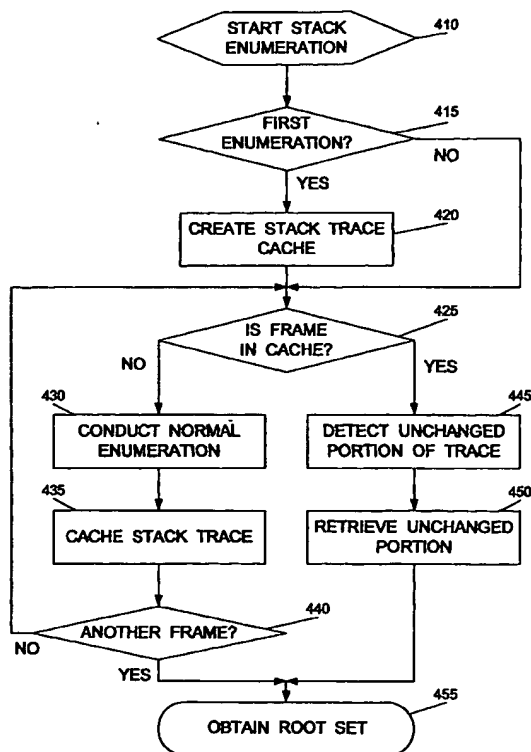 START STACK
ENUMERATION
410
FIRST
ENUMERATION?
415
NO
YES
CREATE STACK TRACE
CACHE
420
IS FRAME
IN CACHE?
425
NO
YES
430
CONDUCT NORMAL
ENUMERATION
445
DETECT UNCHANGED
PORTION OF TRACE
435
CACHE STACK TRACE
450
RETRIEVE UNCHANGED
PORTION
ANOTHER FRAME?
440
NO
YES
455
OBTAIN ROOT SET